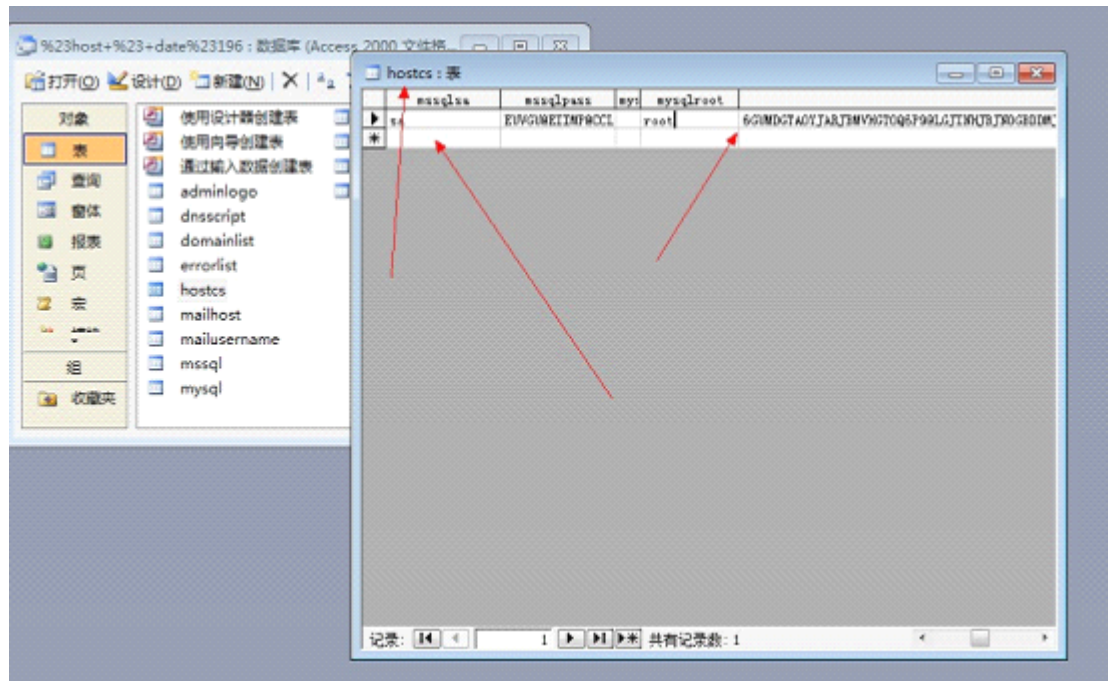 %23host+%23+date%23196 : 数据库 (Access 2000 文件格...
打开(O) 设计(D) 新建(N)
对象
表
查询
窗体
报表
页
宏
组
收藏夹
使用设计器创建表
使用向导创建表
通过输入数据创建表
adminlogo
dnsscript
domainlist
errorlist
hostcs
mailhost
mailusername
mssql
mysql
hostcs : 表
mssqlsa mssqlpass mys mysqlroot
sa root
记录: 1 共有记录数: 1